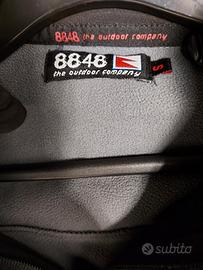 8848 the outdoor company
8848
the outdoor company
S
subito